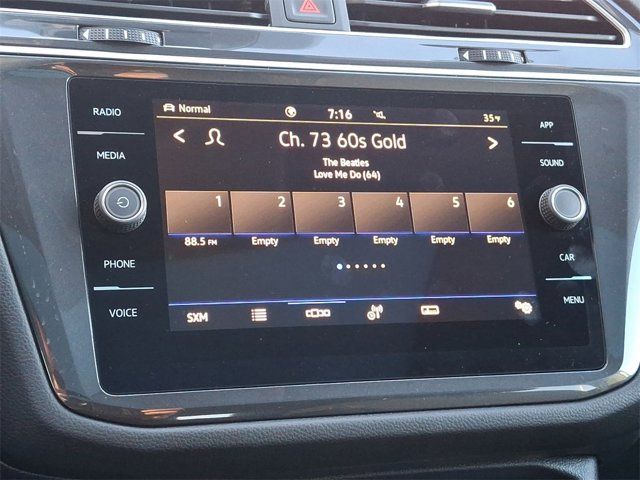 RADIO
MEDIA
PHONE
VOICE
Normal 7:16 35°F
Ch. 73 60s Gold
The Beatles
Love Me Do (64)
1 2 3 4 5 6
88.5 FM Empty Empty Empty Empty Empty
SXM
APP
SOUND
CAR
MENU